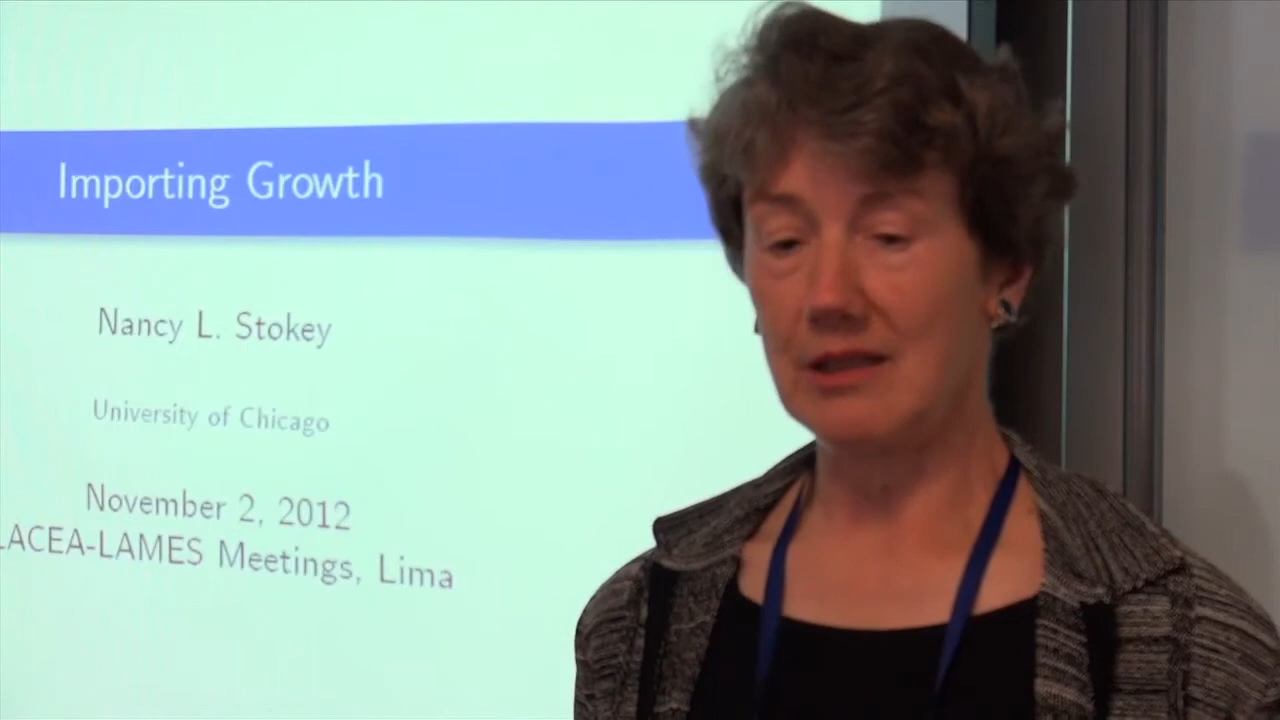 Importing Growth
Nancy L. Stokey
University of Chicago
November 2, 2012
LACEA-LAMES Meetings, Lima